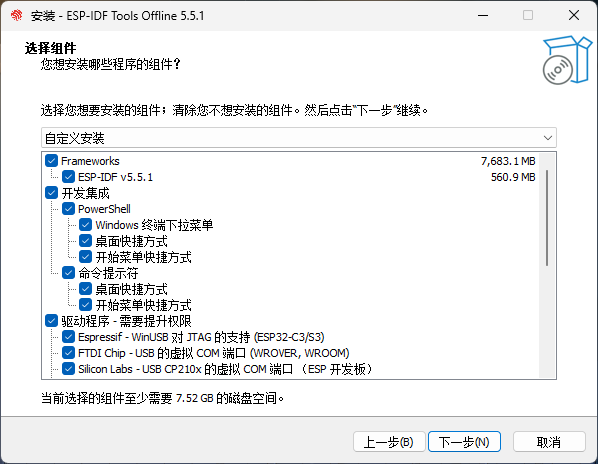 安装 - ESP-IDF Tools Offline 5.5.1
选择组件
您想安装哪些程序的组件？
选择您想要安装的组件；清除您不想安装的组件。然后点击“下一步”继续。
自定义安装
Frameworks 7,683.1 MB
ESP-IDF v5.5.1 560.9 MB
开发集成
PowerShell
Windows 终端下拉菜单
桌面快捷方式
开始菜单快捷方式
命令提示符
桌面快捷方式
开始菜单快捷方式
驱动程序 - 需要提升权限
Espressif - WinUSB 对 JTAG 的支持 (ESP32-C3/S3)
FTDI Chip - USB 的虚拟 COM 端口 (WROVER, WROOM)
Silicon Labs - USB CP210x 的虚拟 COM 端口 （ESP 开发板）
当前选择的组件至少需要 7.52 GB 的磁盘空间。
上一步(B) 下一步(N) 取消